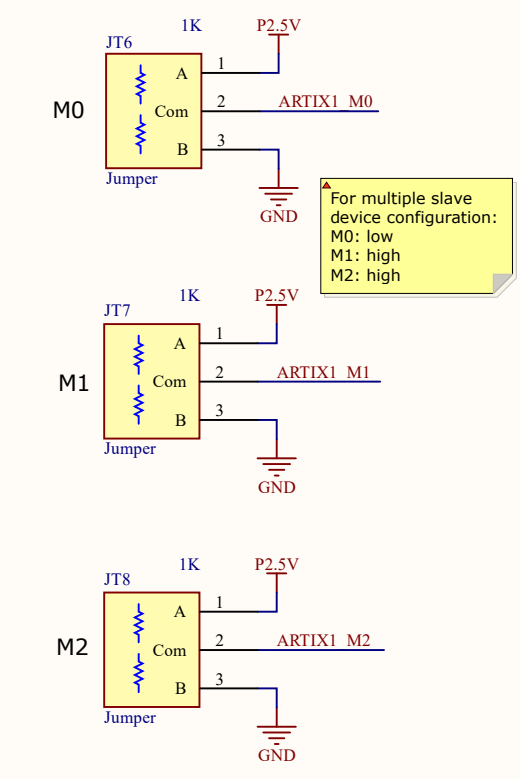 1K
P2.5V
JT6
M0
A
1
Com
2
ARTIX1_M0
B
3
Jumper
GND
For multiple slave
device configuration:
M0: low
M1: high
M2: high
1K
P2.5V
JT7
M1
A
1
Com
2
ARTIX1_M1
B
3
Jumper
GND
1K
P2.5V
JT8
M2
A
1
Com
2
ARTIX1_M2
B
3
Jumper
GND